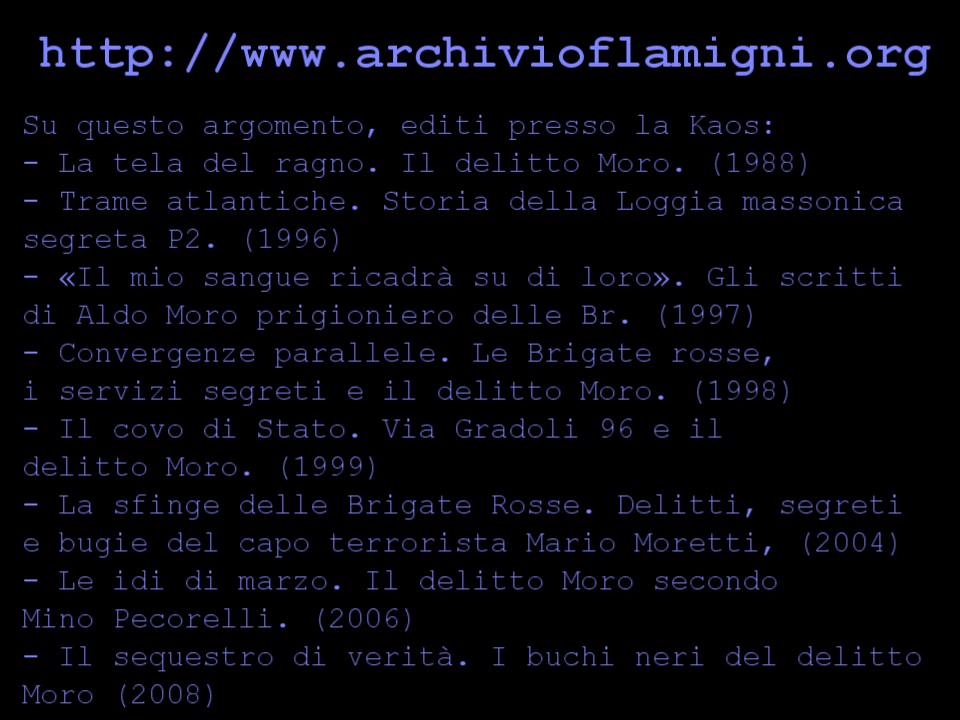 http://www.archivioflamigni.org
Su questo argomento, editi presso la Kaos:
- La tela del ragno. Il delitto Moro. (1988)
- Trame atlantiche. Storia della Loggia massonica
segreta P2. (1996)
- «Il mio sangue ricadrà su di loro». Gli scritti
di Aldo Moro prigioniero delle Br. (1997)
- Convergenze parallele. Le Brigate rosse,
i servizi segreti e il delitto Moro. (1998)
- Il covo di Stato. Via Gradoli 96 e il
delitto Moro. (1999)
- La sfinge delle Brigate Rosse. Delitti, segreti
e bugie del capo terrorista Mario Moretti, (2004)
- Le idi di marzo. Il delitto Moro secondo
Mino Pecorelli. (2006)
- Il sequestro di verità. I buchi neri del delitto
Moro (2008)